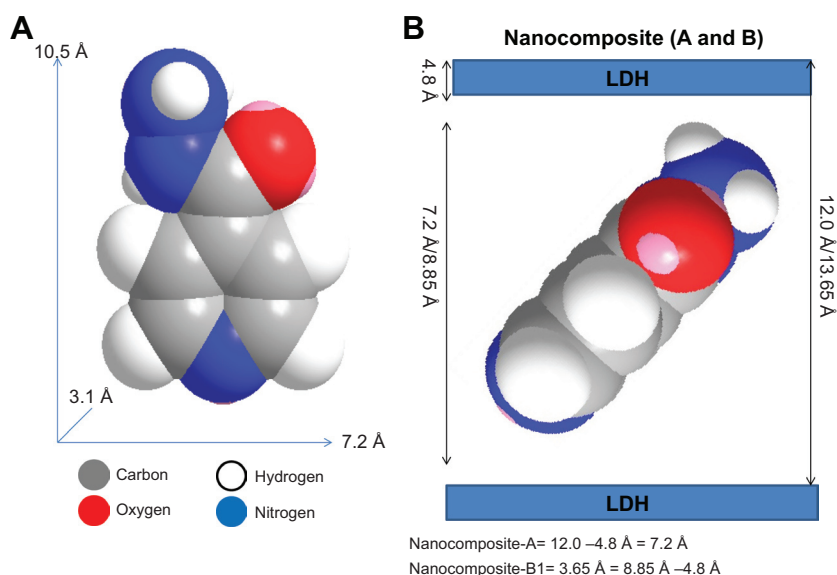 A
10.5 Å
3.1 Å
7.2 Å
Carbon
Hydrogen
Oxygen
Nitrogen
B
Nanocomposite (A and B)
4.8 Å
LDH
7.2 Å/8.85 Å
12.0 Å/13.65 Å
LDH
Nanocomposite-A= 12.0 –4.8 Å = 7.2 Å
Nanocomposite-B1= 3.65 Å = 8.85 Å –4.8 Å